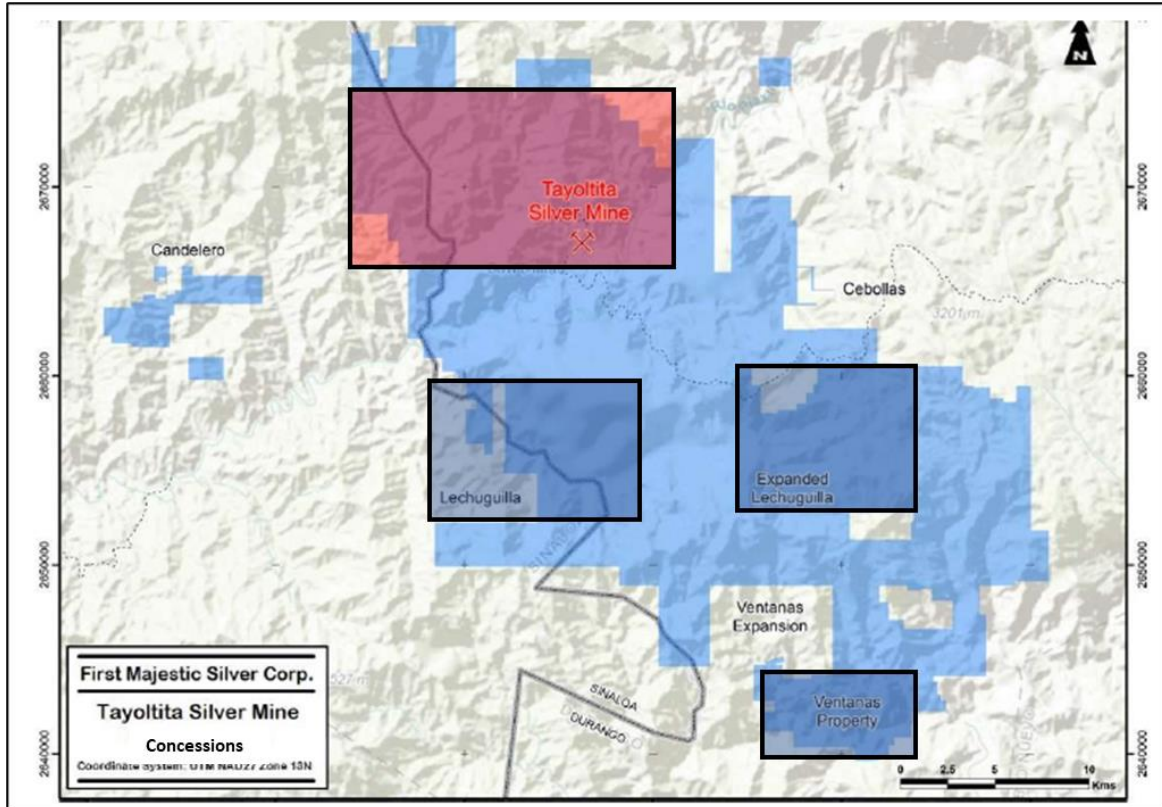 N
2670000
2670000
Tayoltita
Silver Mine
Candelero
Cebollas
3201 m
2660000
2660000
Lechuguilla
Expanded
Lechuguilla
2650000
2650000
Ventanas
Expansion
First Majestic Silver Corp.
Tayoltita Silver Mine
Concessions
Coordinate System: UTM NAD27 Zone 13N
SINALOA
DURANGO
Ventanas
Property
2640000
2640000
0 2.5 5 10
Kms